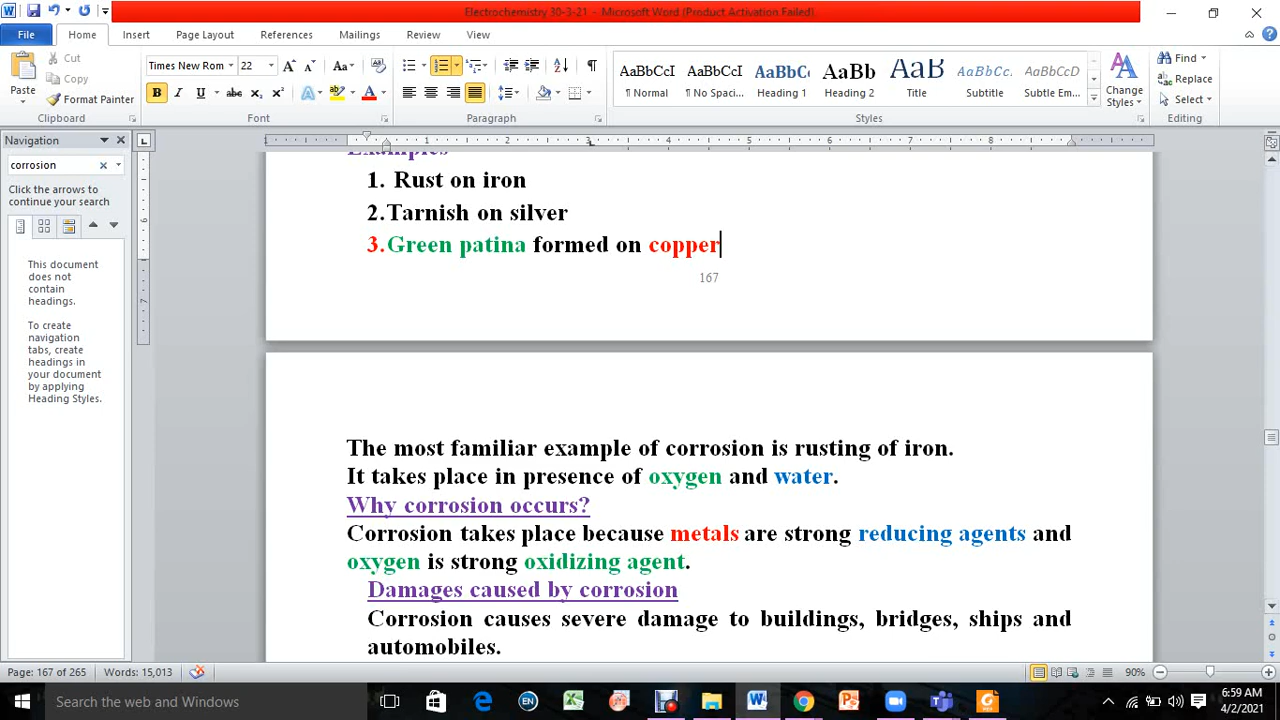 Electrochemistry 30-3-21 - Microsoft Word (Product Activation Failed)
File Home Insert Page Layout References Mailings Review View
Paste Cut Copy Format Painter
Times New Rom 22
AaBbCcI AaBbCcI AaBbC AaBb AaB AaBbCc. AaBbCcD
¶ Normal ¶ No Spaci... Heading 1 Heading 2 Title Subtitle Subtle Em...
Change Styles
Find Replace Select
Clipboard Font Paragraph Styles Editing
Navigation
corrosion
Click the arrows to
continue your search
This document
does not
contain
headings.
To create
navigation
tabs, create
headings in
your document
by applying
Heading Styles.
Examples
1. Rust on iron
2.Tarnish on silver
3.Green patina formed on copper
167
The most familiar example of corrosion is rusting of iron.
It takes place in presence of oxygen and water.
Why corrosion occurs?
Corrosion takes place because metals are strong reducing agents and
oxygen is strong oxidizing agent.
Damages caused by corrosion
Corrosion causes severe damage to buildings, bridges, ships and
automobiles.
Page: 167 of 265 Words: 15,013 90%
Search the web and Windows
EN
6:59 AM
4/2/2021